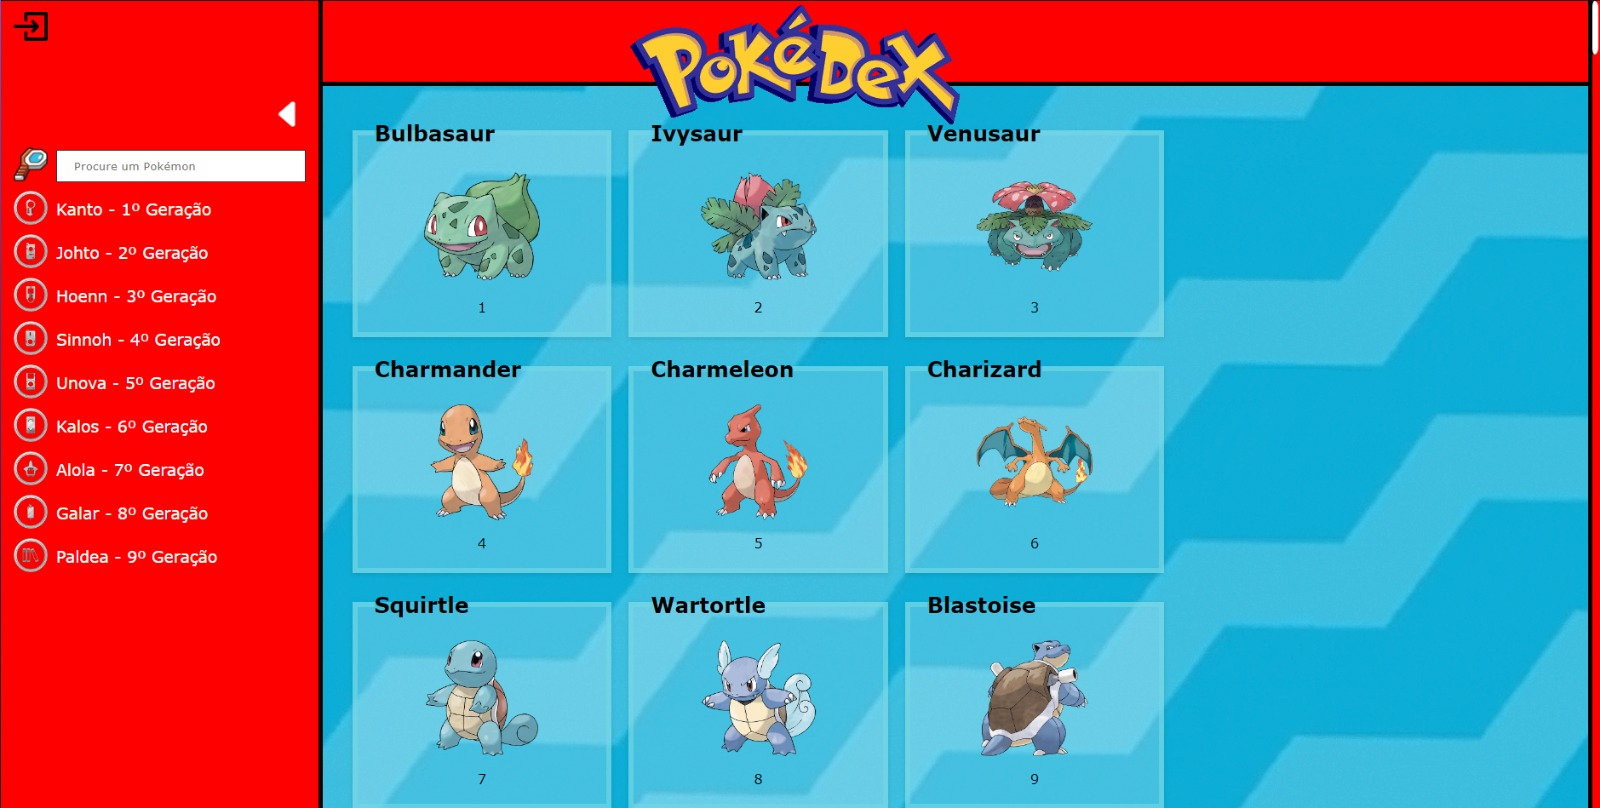 PoKéDeX
Procure um Pokémon
Kanto - 1º Geração
Johto - 2º Geração
Hoenn - 3º Geração
Sinnoh - 4º Geração
Unova - 5º Geração
Kalos - 6º Geração
Alola - 7º Geração
Galar - 8º Geração
Paldea - 9º Geração
Bulbasaur
1
Ivysaur
2
Venusaur
3
Charmander
4
Charmeleon
5
Charizard
6
Squirtle
7
Wartortle
8
Blastoise
9